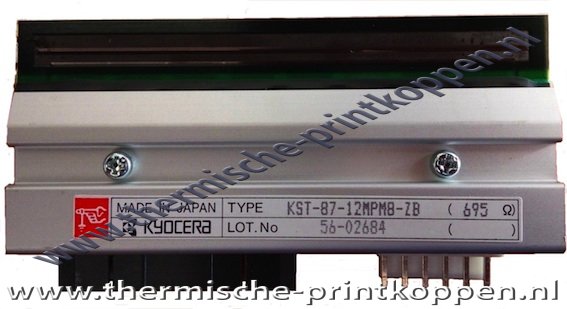 www.thermische-printkoppen.nl
MADE IN JAPAN TYPE KST-87-12MPM8-ZB ( 695 Ω)
KYOCERA LOT.No 56-02684 ( )
www.thermische-printkoppen.nl